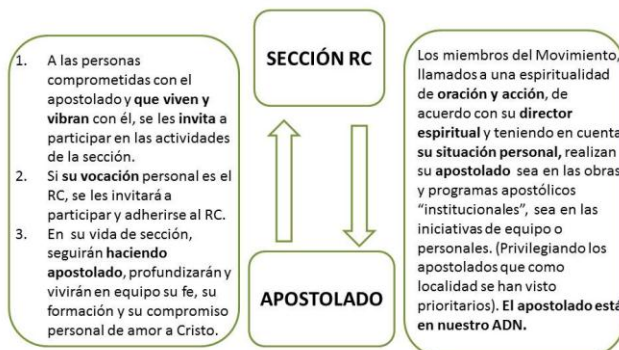 1. A las personas
comprometidas con el
apostolado y que viven y
vibran con él, se les invita a
participar en las actividades
de la sección.
2. Si su vocación personal es el
RC, se les invitará a
participar y adherirse al RC.
3. En su vida de sección,
seguirán haciendo
apostolado, profundizarán y
vivirán en equipo su fe, su
formación y su compromiso
personal de amor a Cristo.
SECCIÓN RC
APOSTOLADO
Los miembros del Movimiento,
llamados a una espiritualidad
de oración y acción, de
acuerdo con su director
espiritual y teniendo en cuenta
su situación personal, realizan
su apostolado sea en las obras
y programas apostólicos
"institucionales", sea en las
iniciativas de equipo o
personales. (Privilegiando los
apostolados que como
localidad se han visto
prioritarios). El apostolado está
en nuestro ADN.